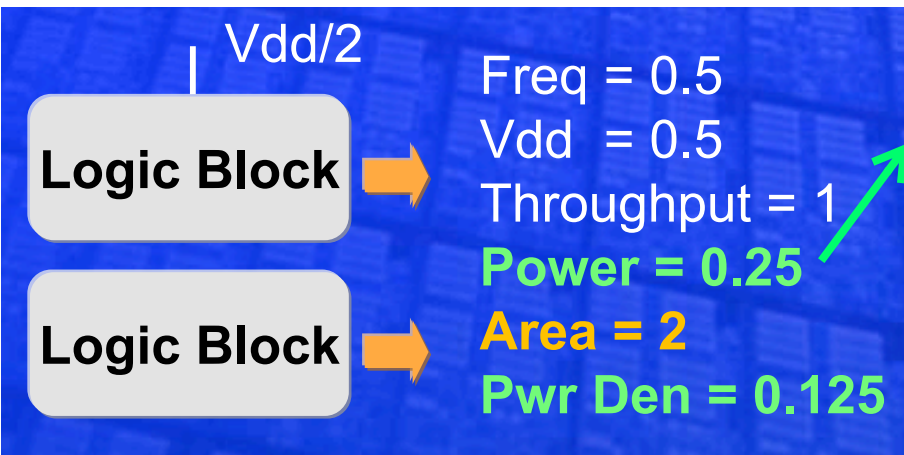 Vdd/2
Logic Block
Freq = 0.5
Vdd = 0.5
Throughput = 1
Power = 0.25
Logic Block
Area = 2
Pwr Den = 0.125